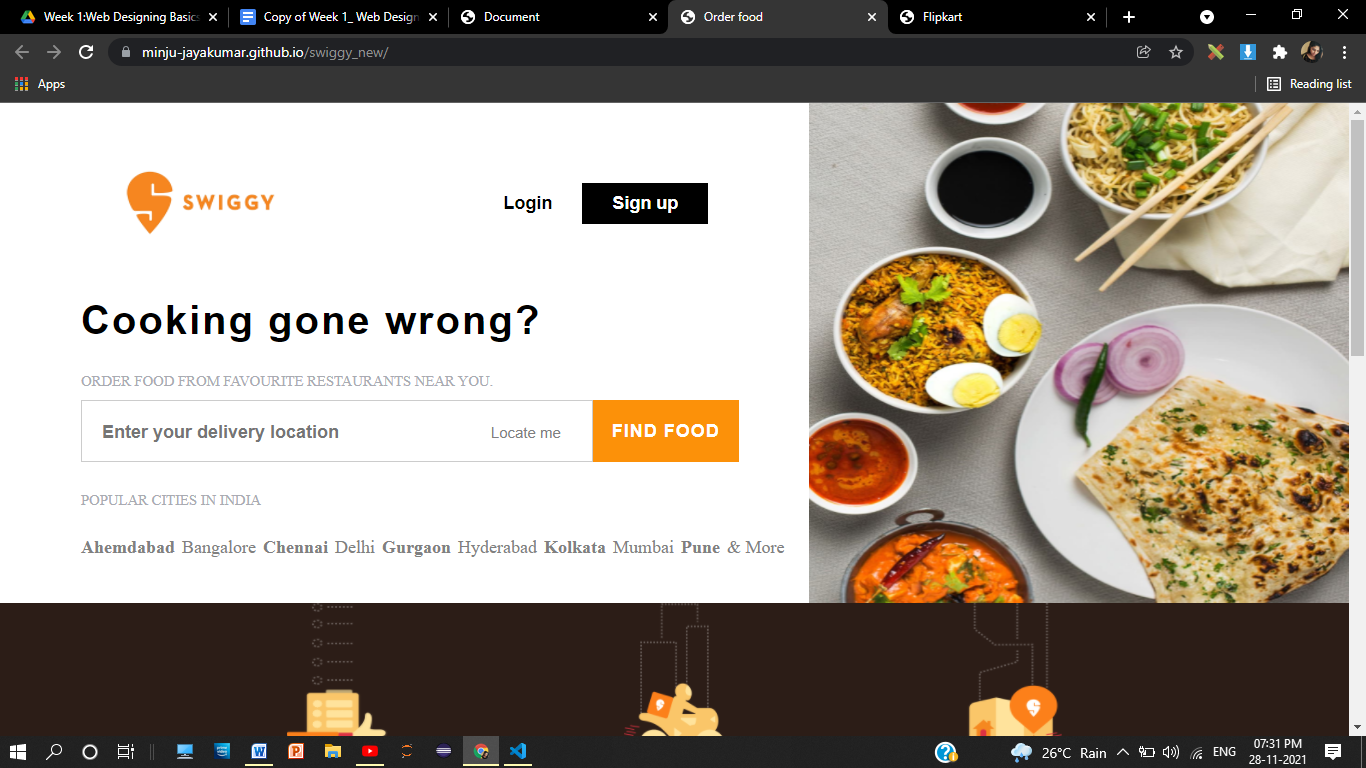 Week 1:Web Designing Basics
Copy of Week 1_ Web Design
Document
Order food
Flipkart
minju-jayakumar.github.io/swiggy_new/
Apps
Reading list
SWIGGY
Login
Sign up
Cooking gone wrong?
ORDER FOOD FROM FAVOURITE RESTAURANTS NEAR YOU.
Enter your delivery location
Locate me
FIND FOOD
POPULAR CITIES IN INDIA
Ahemdabad Bangalore Chennai Delhi Gurgaon Hyderabad Kolkata Mumbai Pune & More
26°C Rain
ENG
07:31 PM
28-11-2021